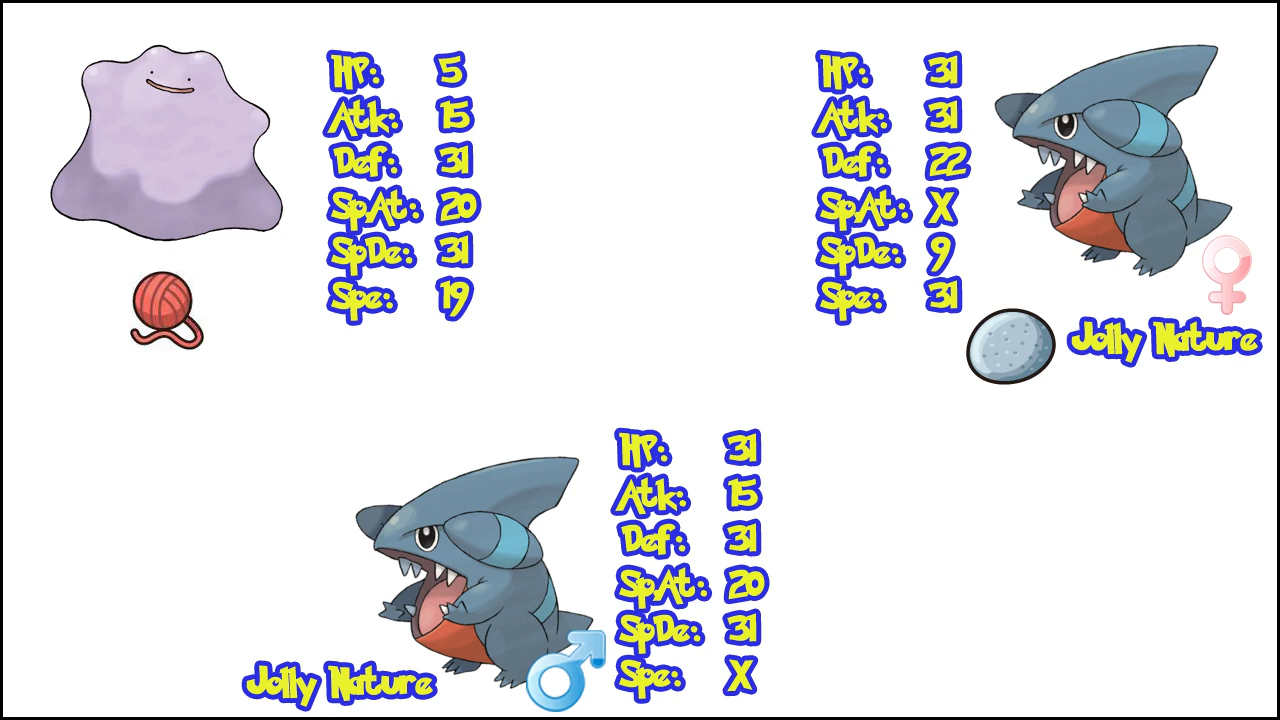 HP: 5
Atk: 15
Def: 31
SpAt: 20
SpDe: 31
Spe: 19
HP: 31
Atk: 31
Def: 22
SpAt: X
SpDe: 9
Spe: 31
Jolly Nature
HP: 31
Atk: 15
Def: 31
SpAt: 20
SpDe: 31
Spe: X
Jolly Nature